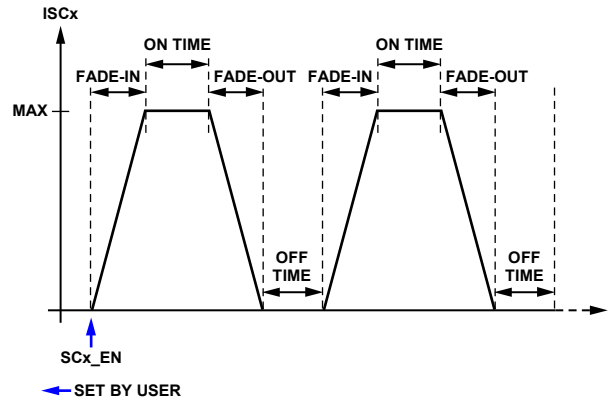 ISCx
ON TIME
ON TIME
FADE-IN
FADE-OUT
FADE-IN
FADE-OUT
MAX
OFF
TIME
OFF
TIME
SCx_EN
SET BY USER